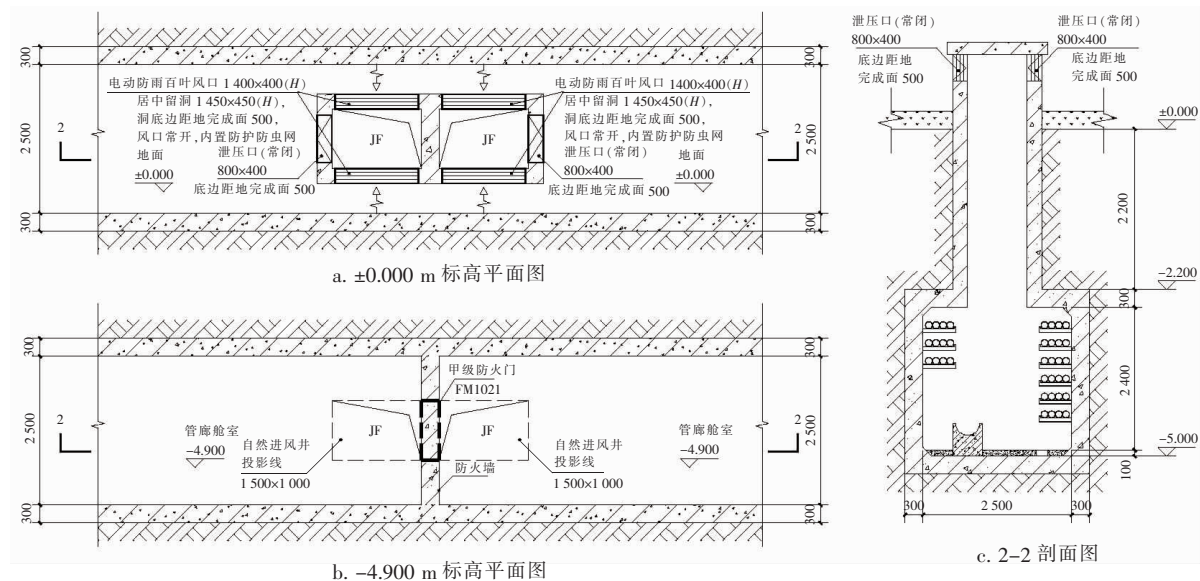 300
2 500
300
2
电动防雨百叶风口 1 400×400(H)
居中留洞 1 450×450(H),
洞底边距地完成面 500,
风口常开,内置防护防虫网
地面
±0.000
泄压口(常闭)
800×400
底边距地完成面 500
JF
JF
电动防雨百叶风口 1400×400(H)
居中留洞 1 450×450(H),
洞底边距地完成面 500,
风口常开,内置防护防虫网
泄压口(常闭)
800×400
底边距地完成面 500
地面
±0.000
2
300
2 500
300
a. ±0.000 m 标高平面图
300
2 500
300
2
管廊舱室
-4.900
自然进风井
投影线
1 500×1 000
JF
甲级防火门
FM1021
JF
防火墙
自然进风井
投影线
1 500×1 000
管廊舱室
-4.900
2
300
2 500
300
b. -4.900 m 标高平面图
泄压口(常闭)
800×400
底边距地
完成面 500
泄压口(常闭)
800×400
底边距地
完成面 500
±0.000
2 200
-2.200
300
2 400
-5.000
100
300
2 500
300
c. 2-2 剖面图